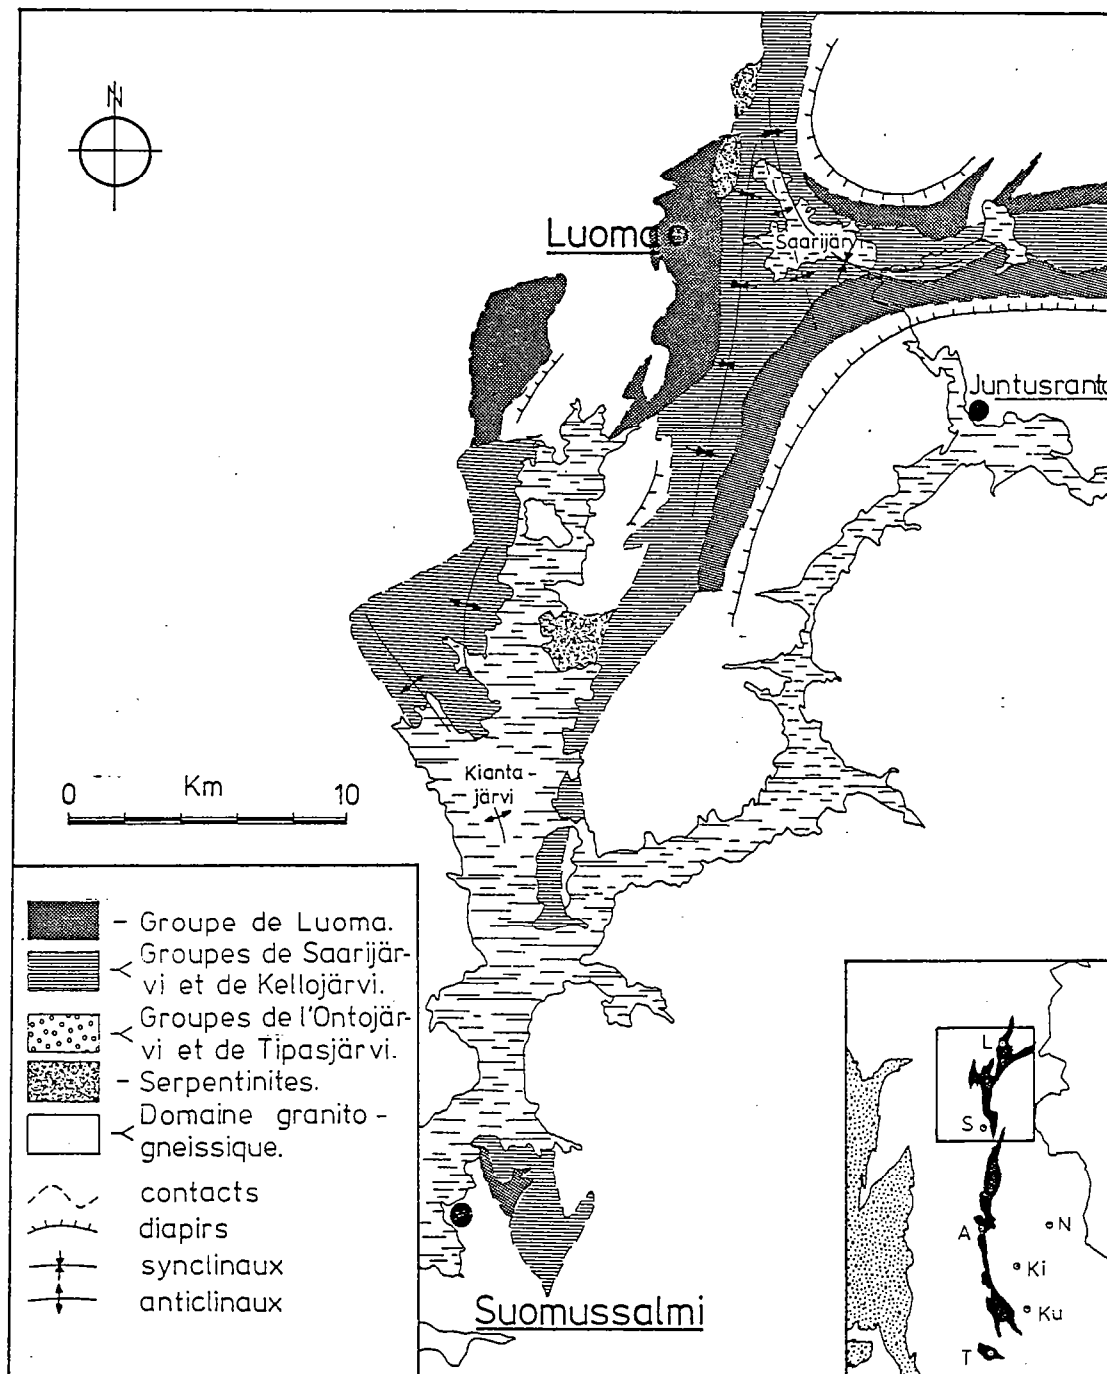 N
Luoma
Saarijärvi
Juntusranta
Kianta-
järvi
Km
0 10
- Groupe de Luoma.
Groupes de Saarijär-
vi et de Kellojärvi.
Groupes de l'Ontojär-
vi et de Tipasjärvi.
- Serpentinites.
Domaine granito-
gneissique.
contacts
diapirs
synclinaux
anticlinaux
Suomussalmi
L
S
A
N
Ki
Ku
T